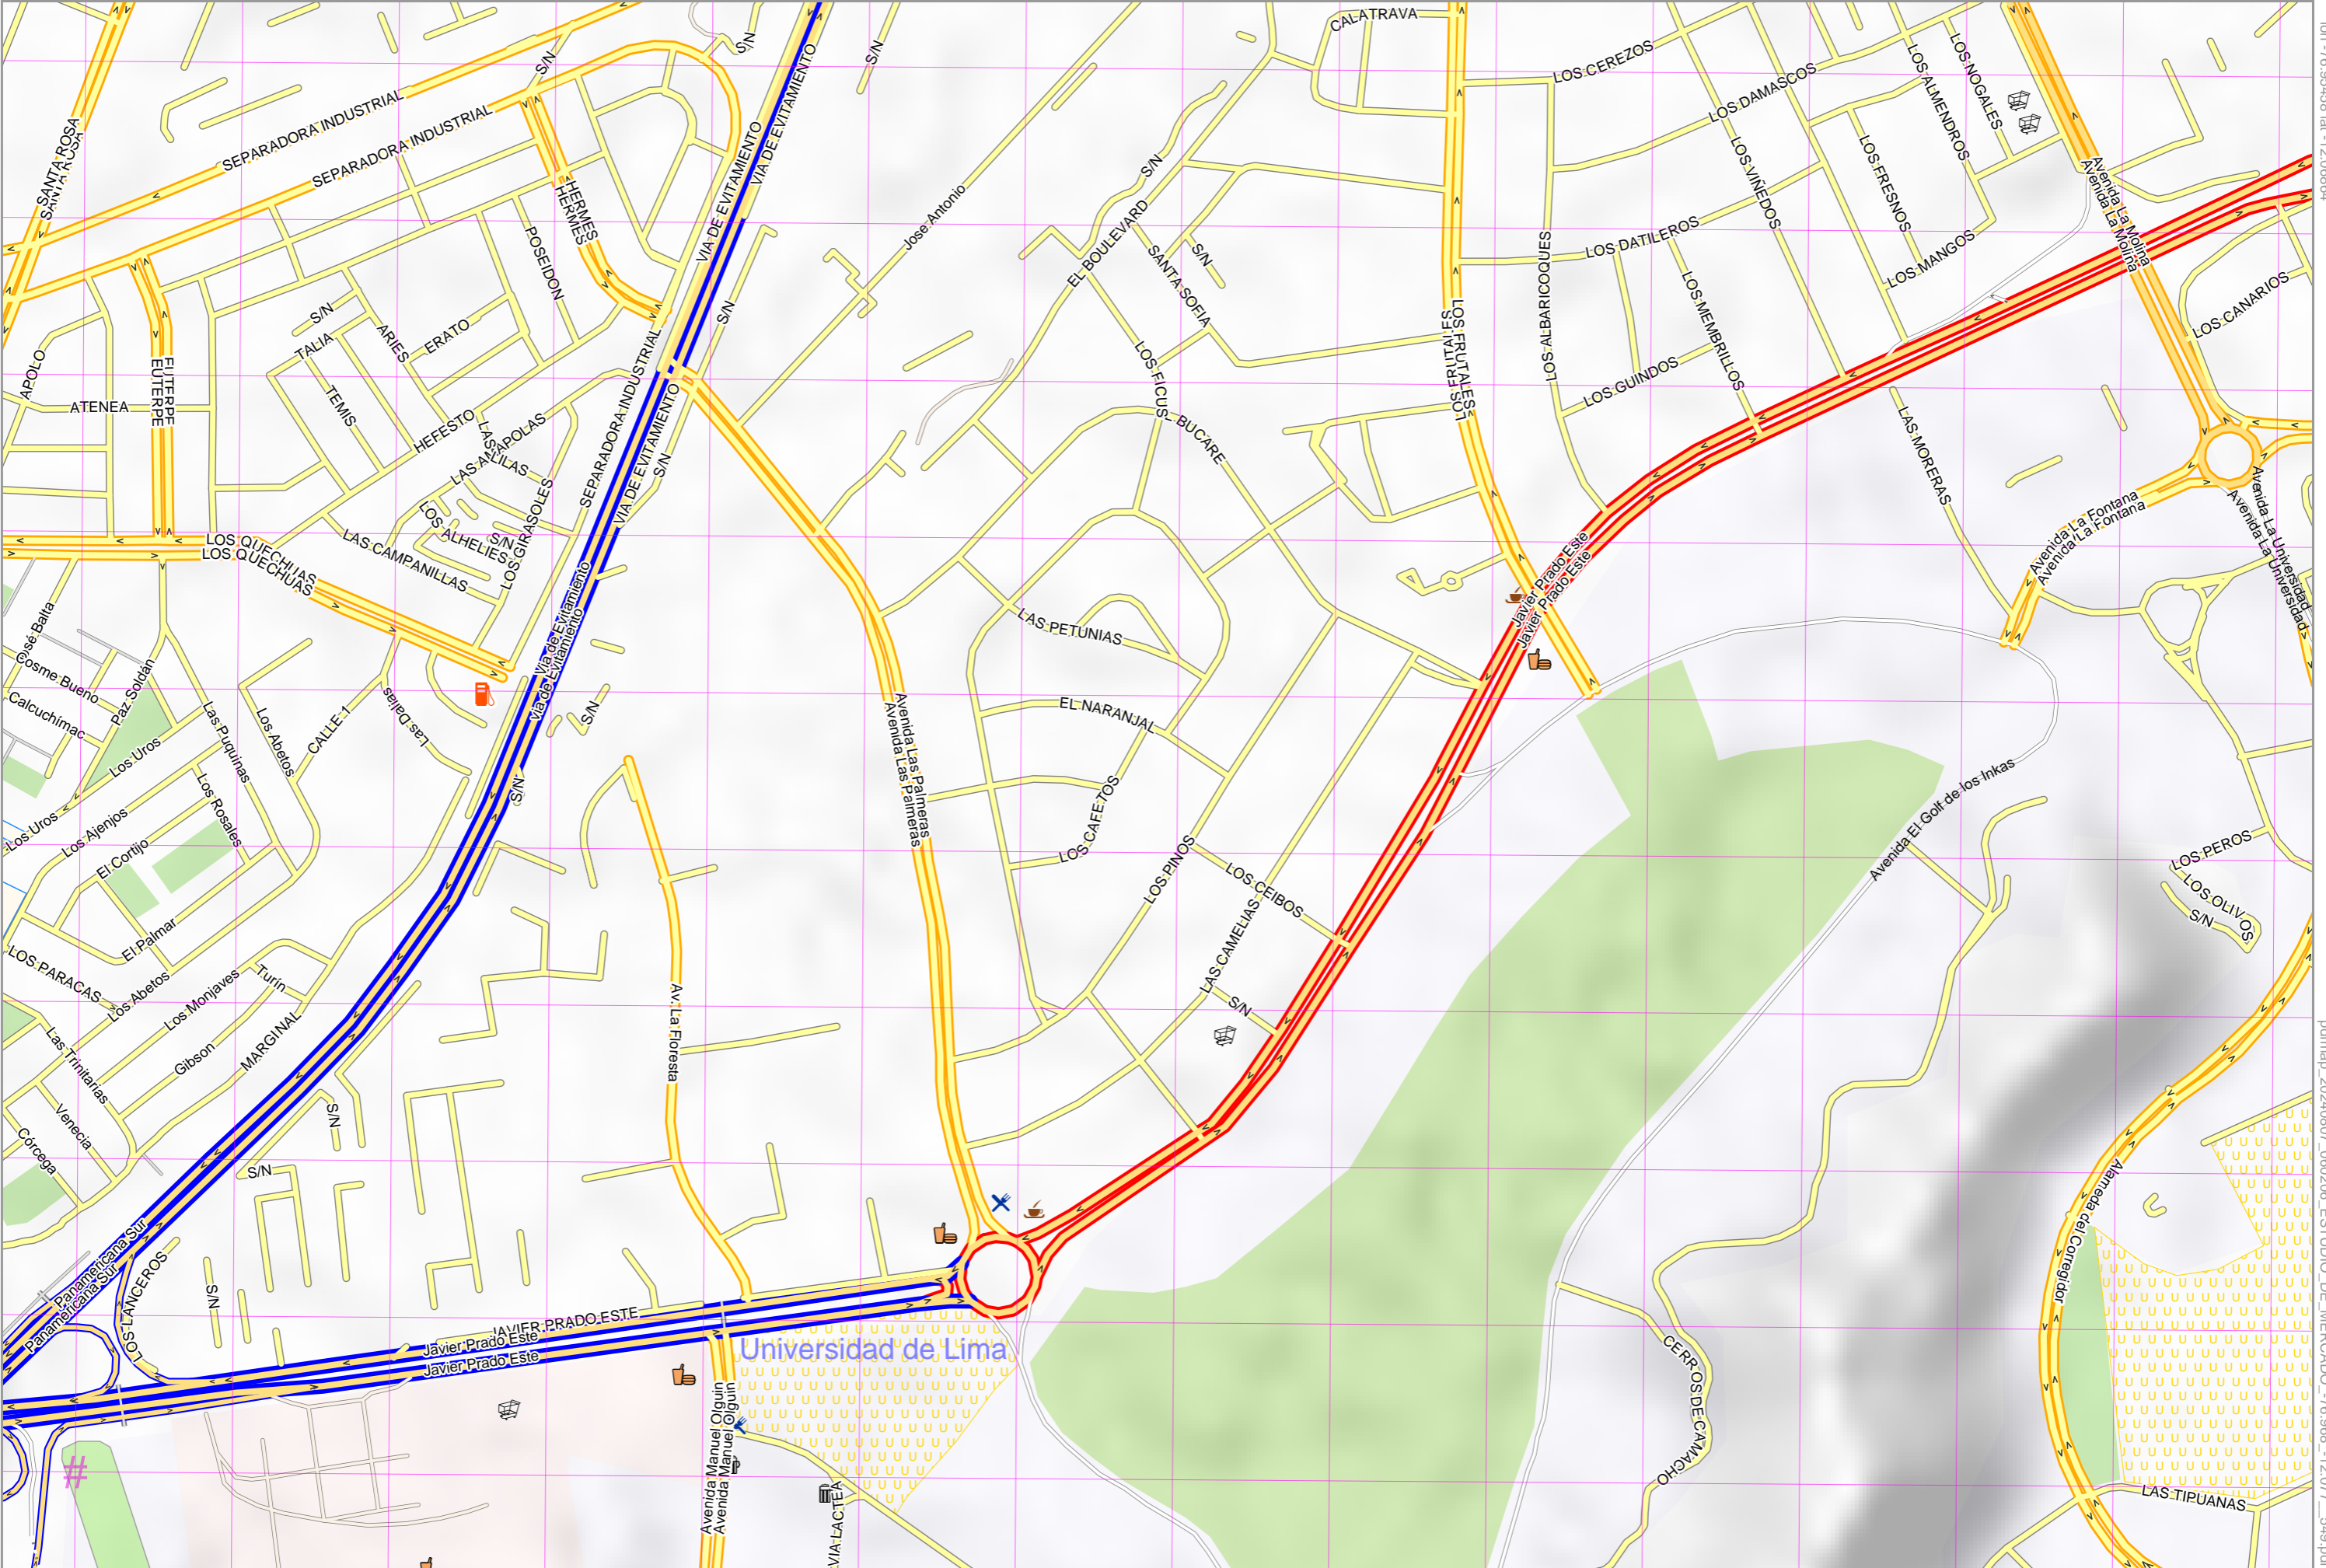 CALATRAVA
S/N
S/N
S/N
VIA DE EVITAMIENTO
VIA DE EVITAMIENTO
LOS CEREZOS
LOS DAMASCOS
LOS ALMENDROS
LOS NOGALES
SANTA ROSA
SANTA ROSA
SEPARADORA INDUSTRIAL
SEPARADORA INDUSTRIAL
HERMES
HERMES
POSEIDON
Jose Antonio
S/N
EL BOULEVARD
SANTA SOFIA
S/N
LOS VIÑEDOS
LOS FRESNOS
LOS DATILEROS
LOS MANGOS
Avenida La Molina
Avenida La Molina
LOS CANARIOS
S/N
TALIA
ARIES
ERATO
TEMIS
APOLO
ATENEA
EUTERPE
EUTERPE
HEFESTO
LAS AMAPOLAS
LAS LILAS
SEPARADORA INDUSTRIAL
VIA DE EVITAMIENTO
S/N
S/N
LOS FICUS
EL BUCARE
LOS FRUTALES
LOS FRUTALES
LOS ALBARICOQUES
LOS MEMBRILLOS
LOS GUINDOS
LAS MORERAS
Avenida La Fontana
Avenida La Fontana
Avenida La Universidad
Avenida La Universidad
LOS QUECHUAS
LOS QUECHUAS
LAS CAMPANILLAS
LOS ALHELIES
S/N
LOS GIRASOLES
Vía de Evitamiento
Vía de Evitamiento
Javier Prado Este
Javier Prado Este
LAS PETUNIAS
EL NARANJAL
LOS CAFETOS
LOS PINOS
LOS CEIBOS
LAS CAMELIAS
S/N
Avenida Las Palmeras
Avenida Las Palmeras
José Balta
Cosme Bueno
Calcuchimac
Paz Soldán
Los Uros
Los Uros
Las Puquinas
Los Abetos
CALLE 1
Las Dalias
S/N
S/N
Los Ajenjos
Los Rosales
El Cortijo
El Palmar
LOS PARACAS
Los Abetos
Los Monjaves
Turín
Gibson
MARGINAL
Las Trinitarias
Venecia
Córcega
S/N
S/N
S/N
Av. La Floresta
Avenida El Golf de los Inkas
LOS PEROS
LOS OLIVOS
S/N
Alameda del Corregidor
Panamericana Sur
Panamericana Sur
LOS LANCEROS
JAVIER PRADO ESTE
Javier Prado Este
Javier Prado Este
Universidad de Lima
Avenida Manuel Olguin
Avenida Manuel Olguin
VIA LACTEA
CERROS DE CAMACHO
LAS TIPUANAS
#